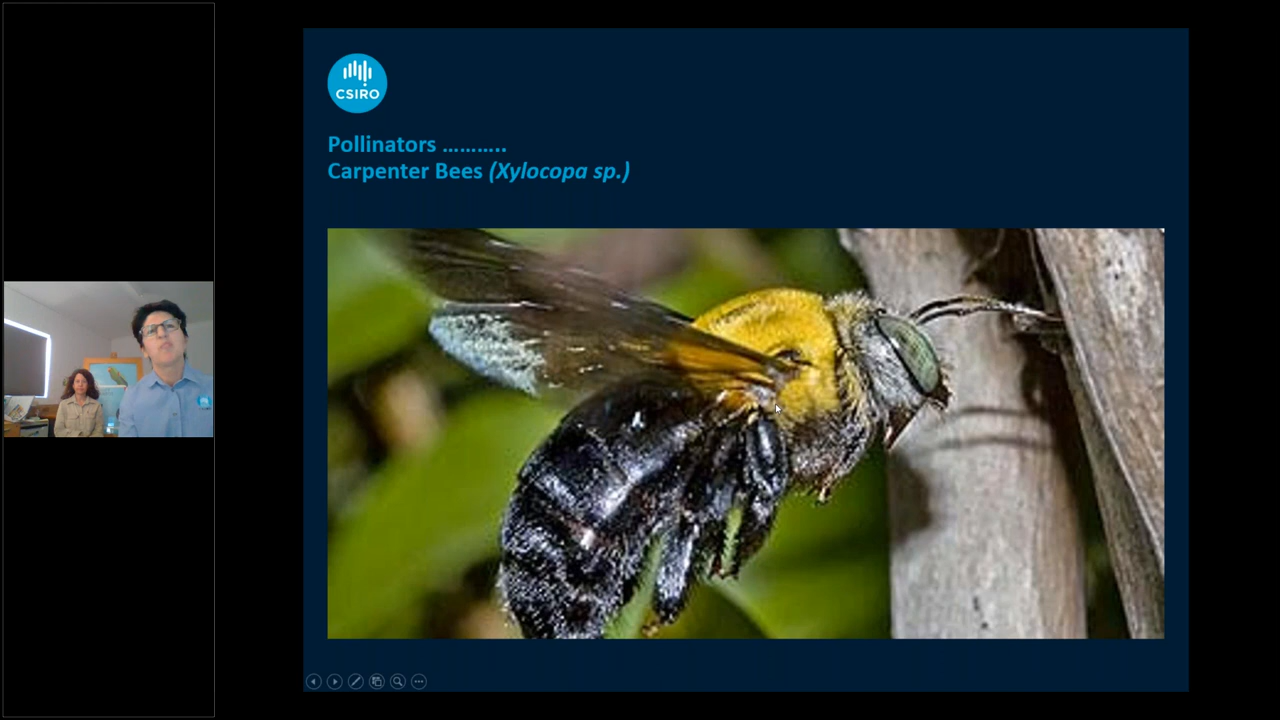 CSIRO
Pollinators ………..
Carpenter Bees (Xylocopa sp.)